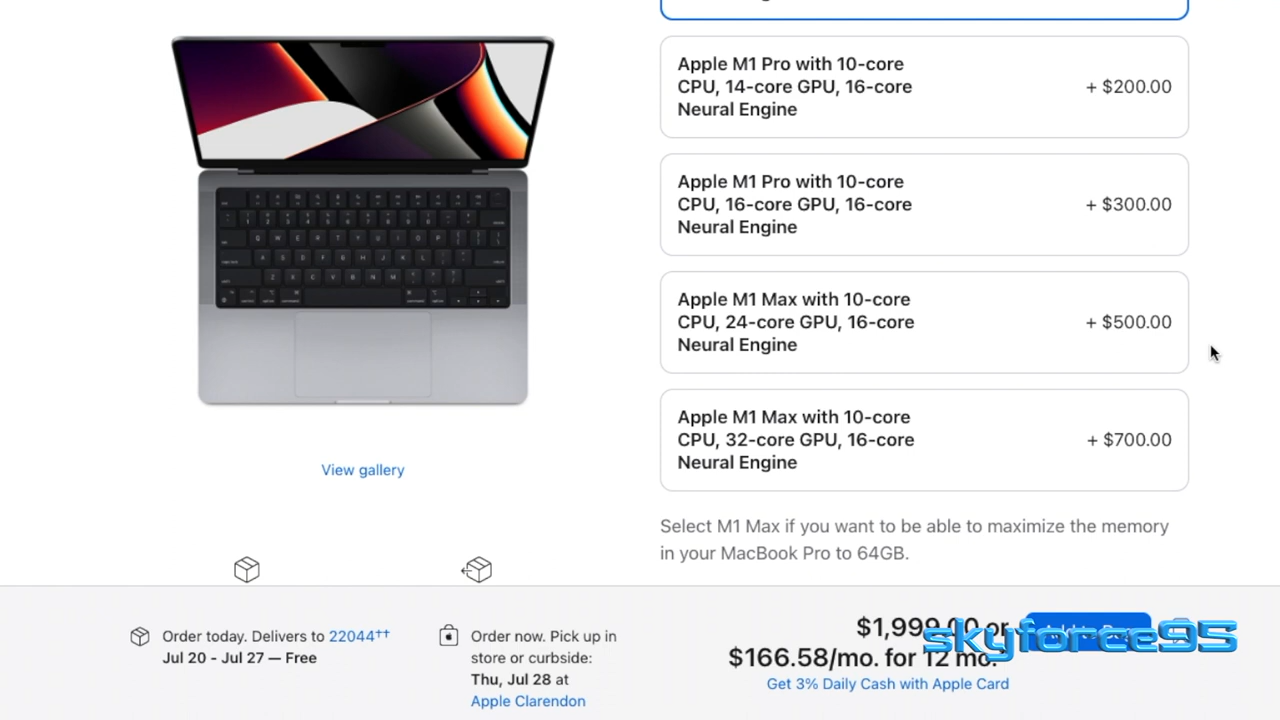 Apple M1 Pro with 10-core
CPU, 14-core GPU, 16-core
Neural Engine
+ $200.00
Apple M1 Pro with 10-core
CPU, 16-core GPU, 16-core
Neural Engine
+ $300.00
Apple M1 Max with 10-core
CPU, 24-core GPU, 16-core
Neural Engine
+ $500.00
Apple M1 Max with 10-core
CPU, 32-core GPU, 16-core
Neural Engine
+ $700.00
Select M1 Max if you want to be able to maximize the memory
in your MacBook Pro to 64GB.
View gallery
Order today. Delivers to 22044††
Jul 20 - Jul 27 — Free
Order now. Pick up in
store or curbside:
Thu, Jul 28 at
Apple Clarendon
$1,999.00 or
$166.58/mo. for 12 mo.*
Get 3% Daily Cash with Apple Card
skyforce95